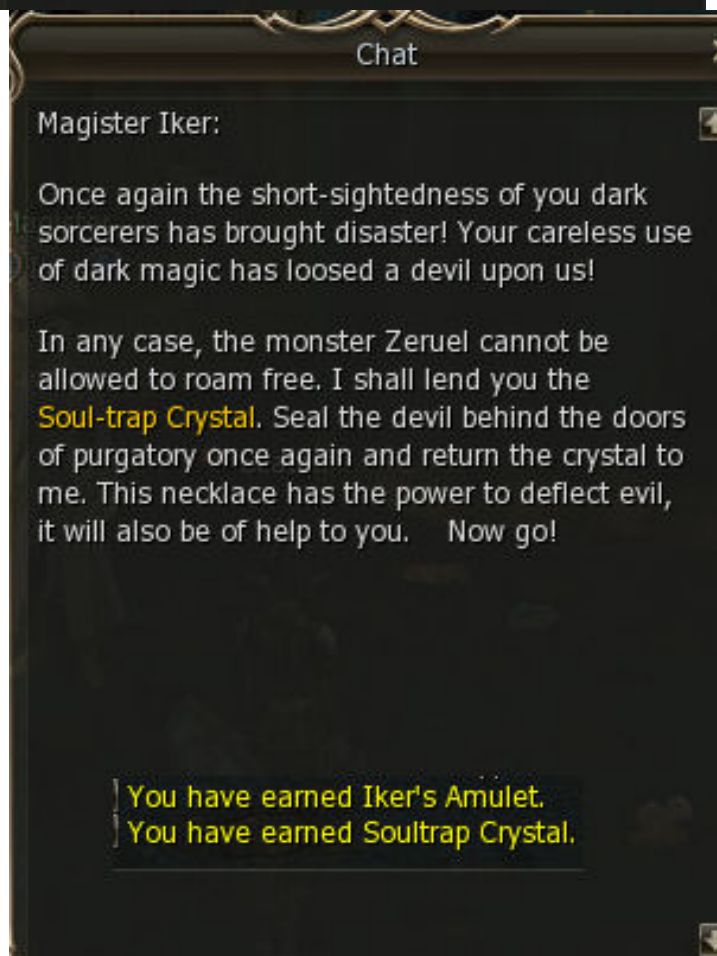 Chat
Magister Iker:
Once again the short-sightedness of you dark
sorcerers has brought disaster! Your careless use
of dark magic has loosed a devil upon us!
In any case, the monster Zeruel cannot be
allowed to roam free. I shall lend you the
Soul-trap Crystal. Seal the devil behind the doors
of purgatory once again and return the crystal to
me. This necklace has the power to deflect evil,
it will also be of help to you. Now go!
You have earned Iker's Amulet.
You have earned Soultrap Crystal.